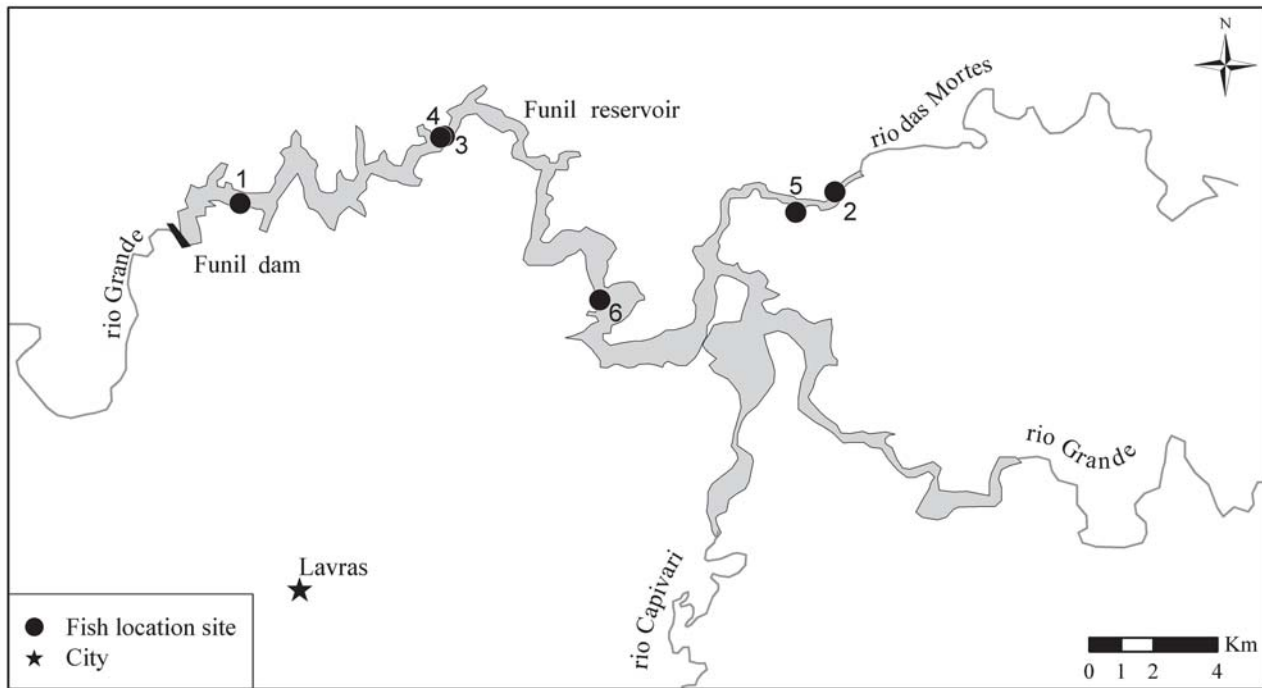 N
rio das Mortes
Funil reservoir
4
3
1
5
2
rio Grande
Funil dam
6
rio Grande
Lavras
rio Capivari
Fish location site
City
Km
0 1 2 4